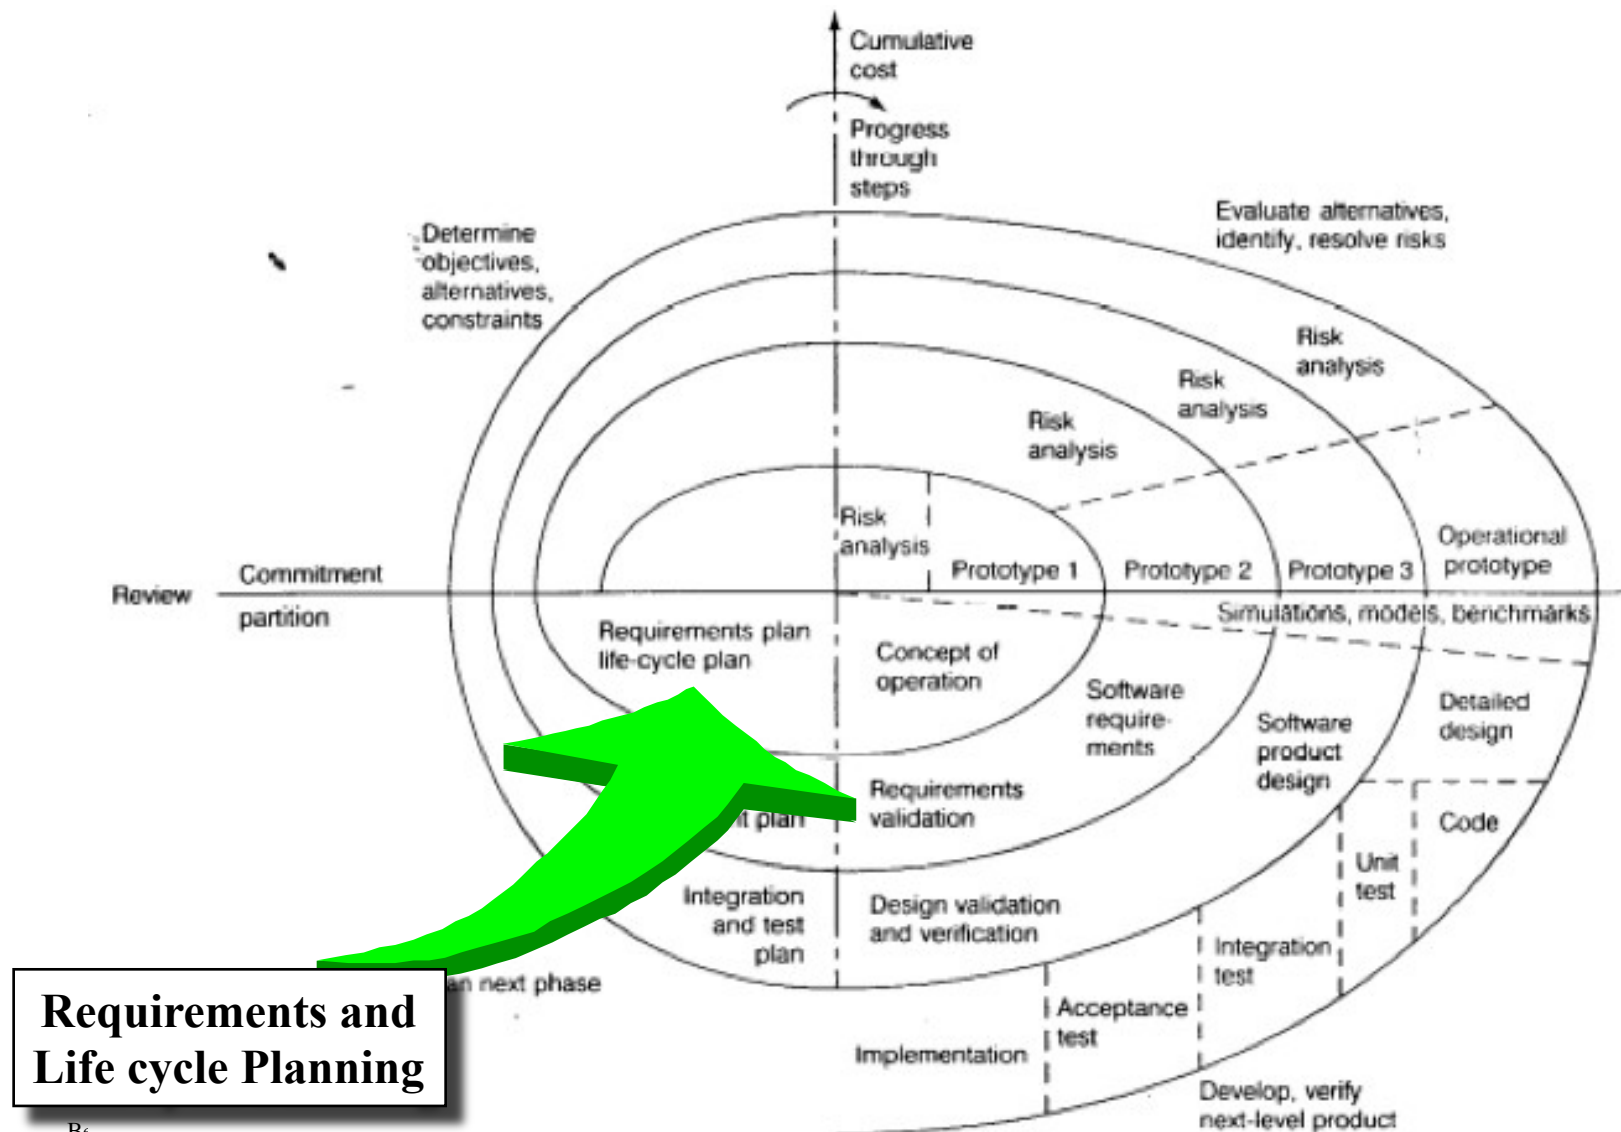 Cumulative
cost
Progress
through
steps
Evaluate alternatives,
identify, resolve risks
Determine
objectives,
alternatives,
constraints
Risk
analysis
Risk
analysis
Risk
analysis
Risk
analysis
Operational
prototype
Prototype 1
Prototype 2
Prototype 3
Review
Commitment
partition
Simulations, models, benchmarks
Requirements plan
life-cycle plan
Concept of
operation
Software
require-
ments
Software
product
design
Detailed
design
Requirements
validation
plan
Code
Unit
test
Integration
and test
plan
Design validation
and verification
Integration
test
next phase
Acceptance
test
Implementation
Develop, verify
next-level product
Requirements and
Life cycle Planning